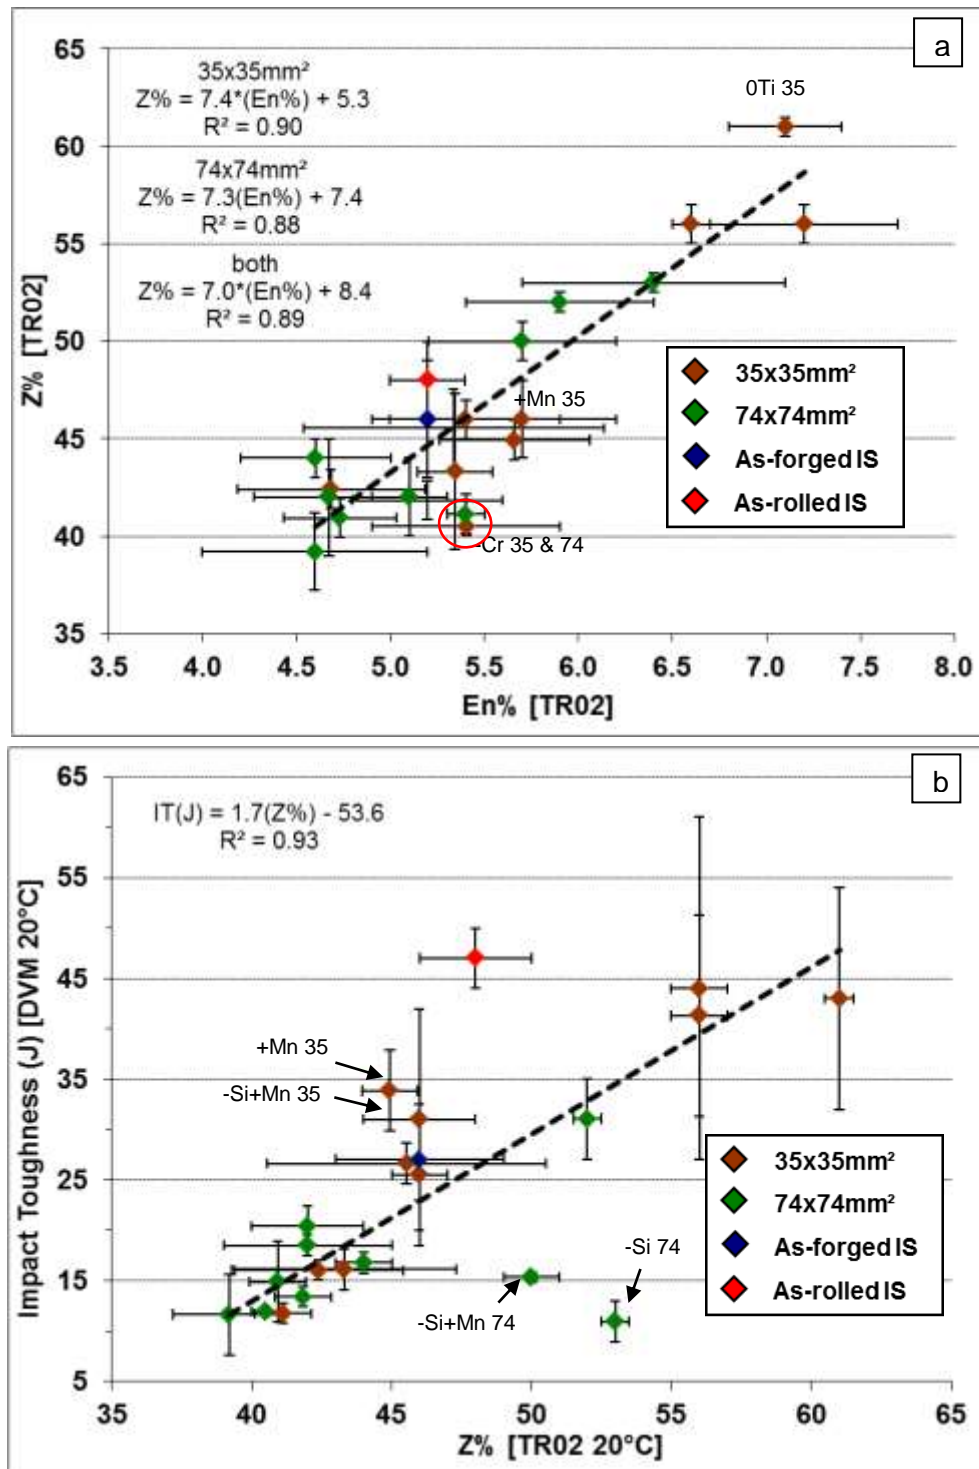 a
65
60
55
50
45
40
35
Z% [TR02]
35x35mm²
Z% = 7.4*(En%) + 5.3
R² = 0.90
74x74mm²
Z% = 7.3(En%) + 7.4
R² = 0.88
both
Z% = 7.0*(En%) + 8.4
R² = 0.89
0Ti 35
+Mn 35
-Cr 35 & 74
35x35mm²
74x74mm²
As-forged IS
As-rolled IS
3.5 4.0 4.5 5.0 5.5 6.0 6.5 7.0 7.5 8.0
En% [TR02]
b
65
55
45
35
25
15
5
Impact Toughness (J) [DVM 20°C]
IT(J) = 1.7(Z%) - 53.6
R² = 0.93
+Mn 35
-Si+Mn 35
-Si 74
-Si+Mn 74
35x35mm²
74x74mm²
As-forged IS
As-rolled IS
35 40 45 50 55 60 65
Z% [TR02 20°C]